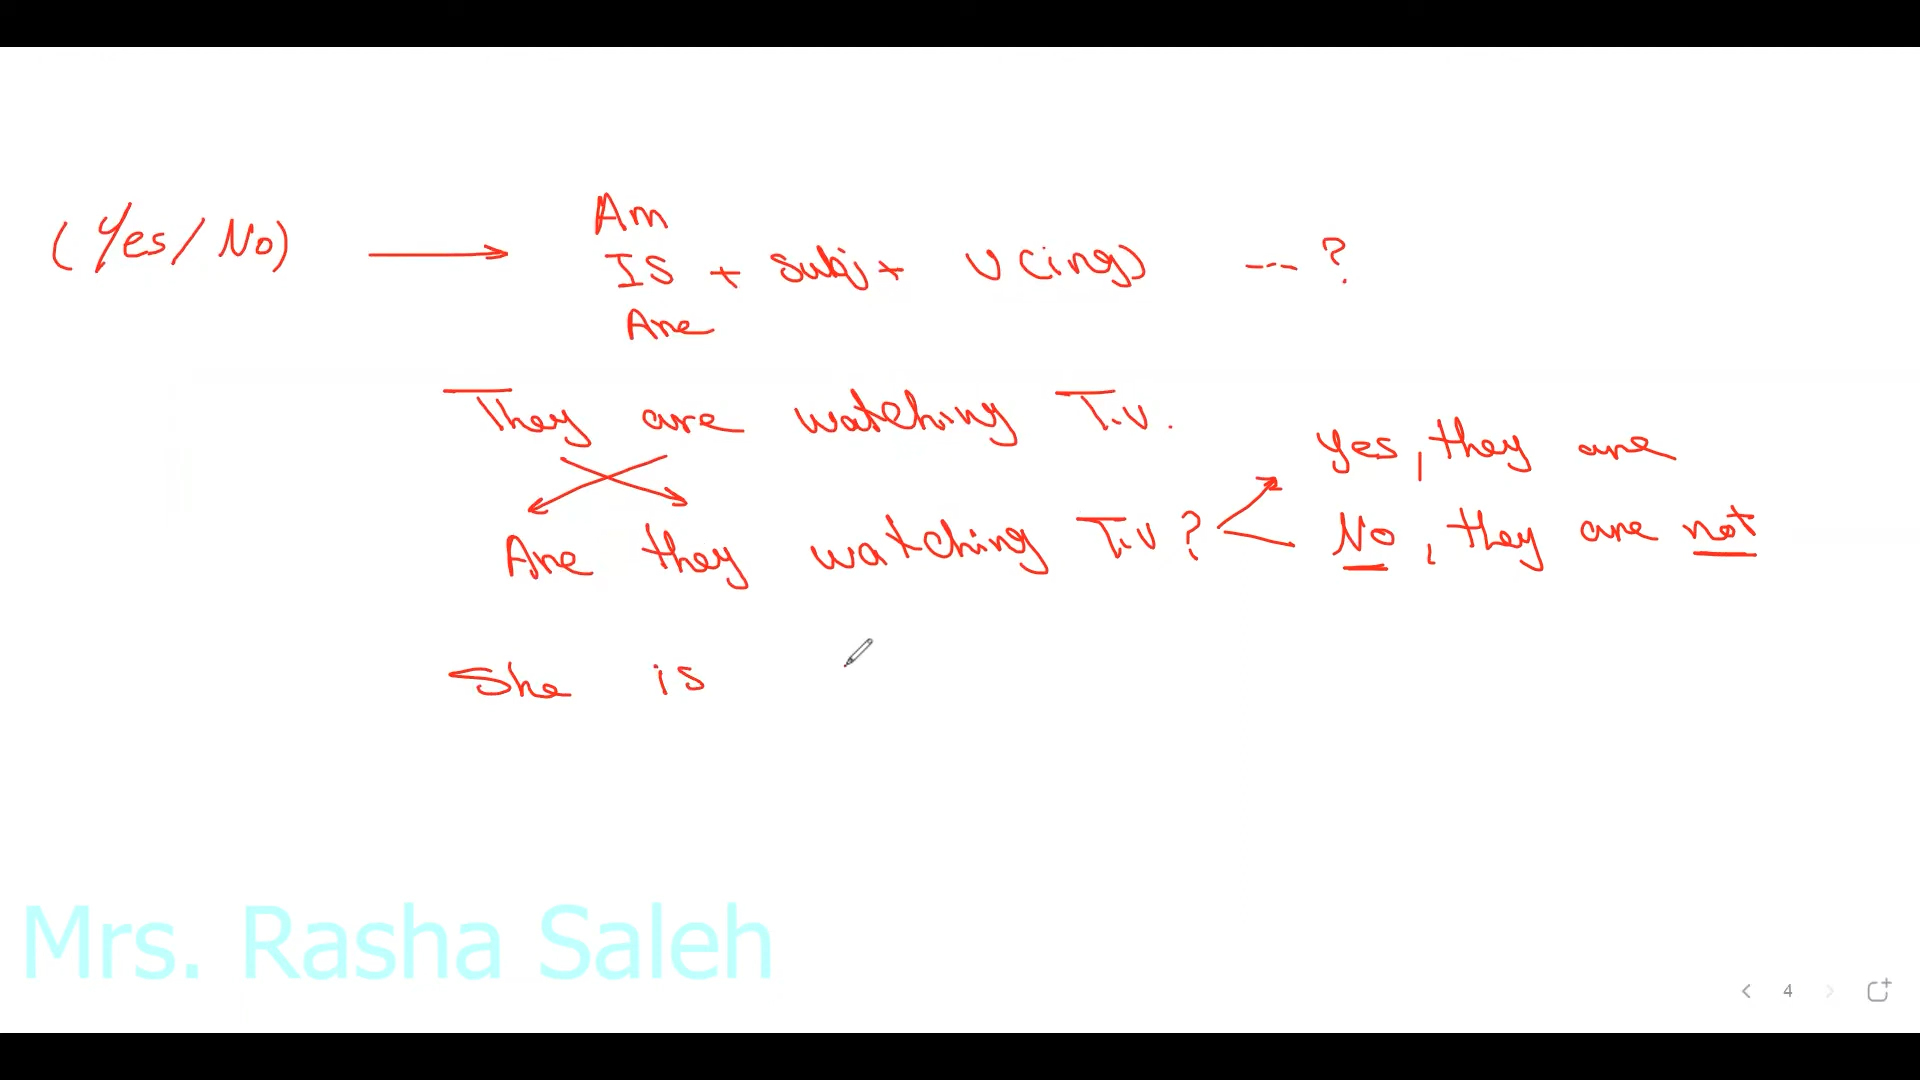 Am
(Yes/No) → Is + subj + V(ing) --- ?
Are
They are watching T.V.
Yes, they are
Are they watching T.V ? No, they are not
She is
Mrs. Rasha Saleh
4